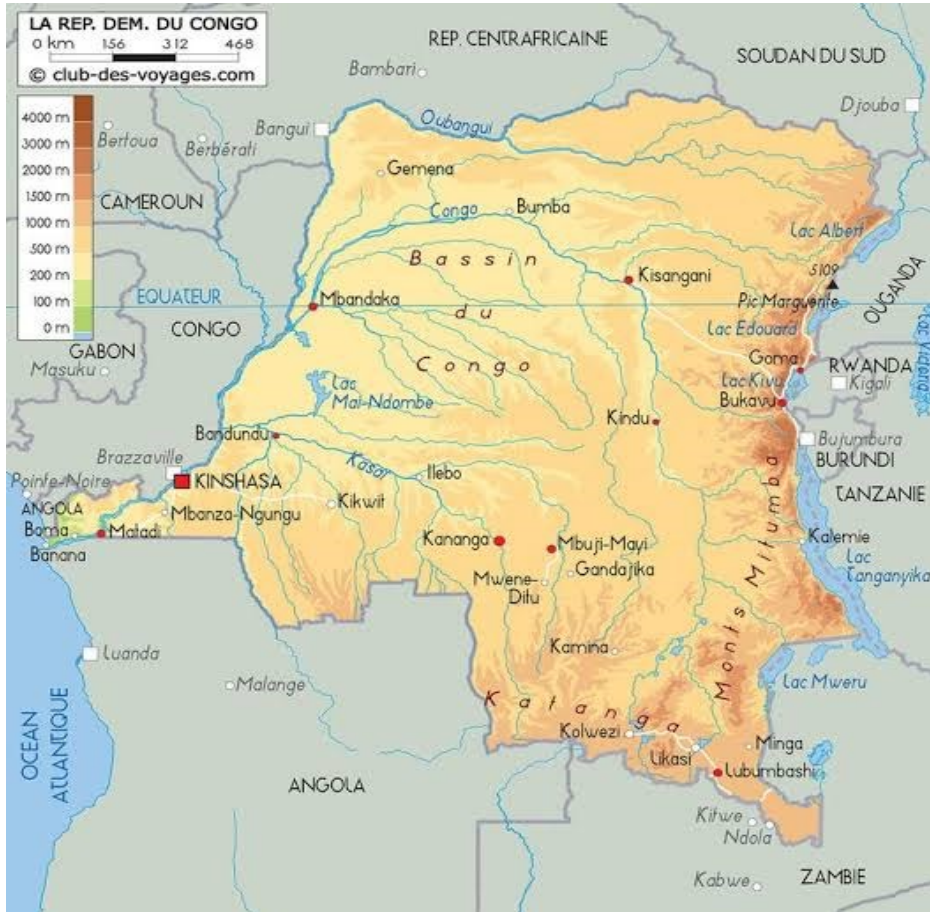 LA REP. DEM. DU CONGO
0 km 156 312 468
© club-des-voyages.com
REP. CENTRAFRICAINE
SOUDAN DU SUD
Bambari
4000 m
3000 m
2000 m
1500 m
1000 m
500 m
200 m
100 m
0 m
Bertoua
Berbérati
Bangui
Oubangui
Djouba
Gemena
CAMEROUN
Congo
Bumba
Lac Albert
Bassin
du
Congo
Kisangani
5109
Pic Marguerite
OUGANDA
EQUATEUR
Mbandaka
CONGO
Lac Edouard
GABON
Masuku
Goma
RWANDA
Kigali
Lac Kivu
Bukavu
Lac
Mai-Ndombe
Kindu
Bandundu
Bujumbura
BURUNDI
Brazzaville
KINSHASA
Kasaï
Ilebo
Pointe-Noire
TANZANIE
ANGOLA
Kikwit
Mbanza-Ngungu
Boma
Matadi
Banana
Kananga
Mbuji-Mayi
Gandajika
Mwene-
Ditu
Kalemie
Lac
Tanganyika
Monts Mitumba
Luanda
Kamina
Malange
Lac Mweru
Katanga
Kolwezi
Likasi
Minga
Lubumbashi
OCEAN
ATLANTIQUE
ANGOLA
Kitwe
Ndola
Kabwe
ZAMBIE